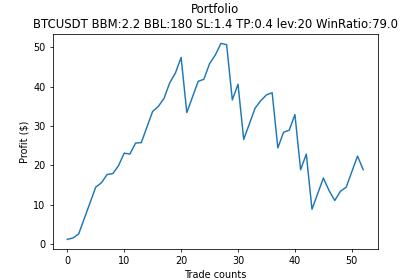 Portfolio
BTCUSDT BBM:2.2 BBL:180 SL:1.4 TP:0.4 lev:20 WinRatio:79.0
50
40
30
20
10
0
Profit ($)
0 10 20 30 40 50
Trade counts